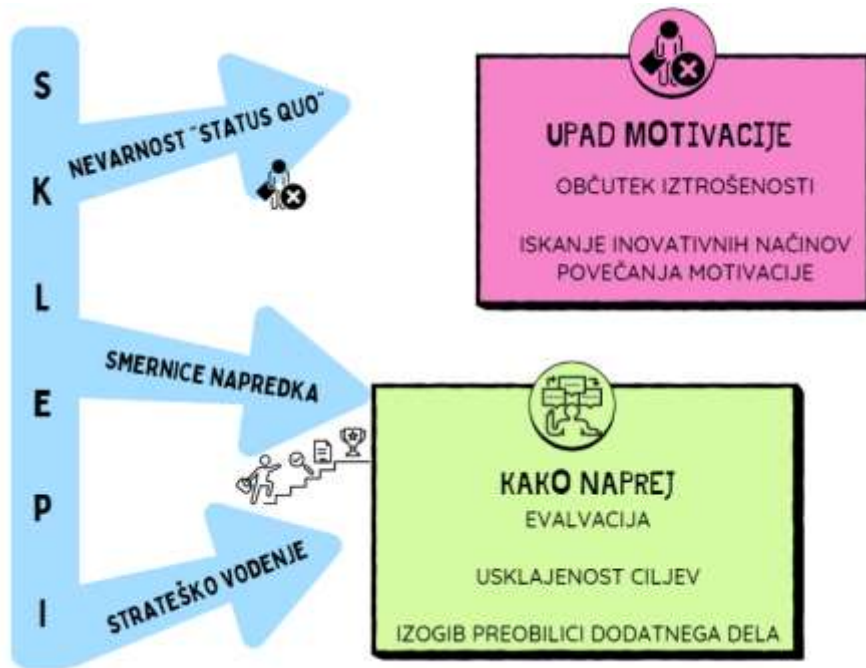 SKLEPI
NEVARNOST "STATUS QUO"
SMERNICE NAPREDKA
STRATEŠKO VODENJE
UPAD MOTIVACIJE
OBČUTEK IZTROŠENOSTI
ISKANJE INOVATIVNIH NAČINOV
POVEČANJA MOTIVACIJE
KAKO NAPREJ
EVALVACIJA
USKLAJENOST CILJEV
IZOGIB PREOBILICI DODATNEGA DELA